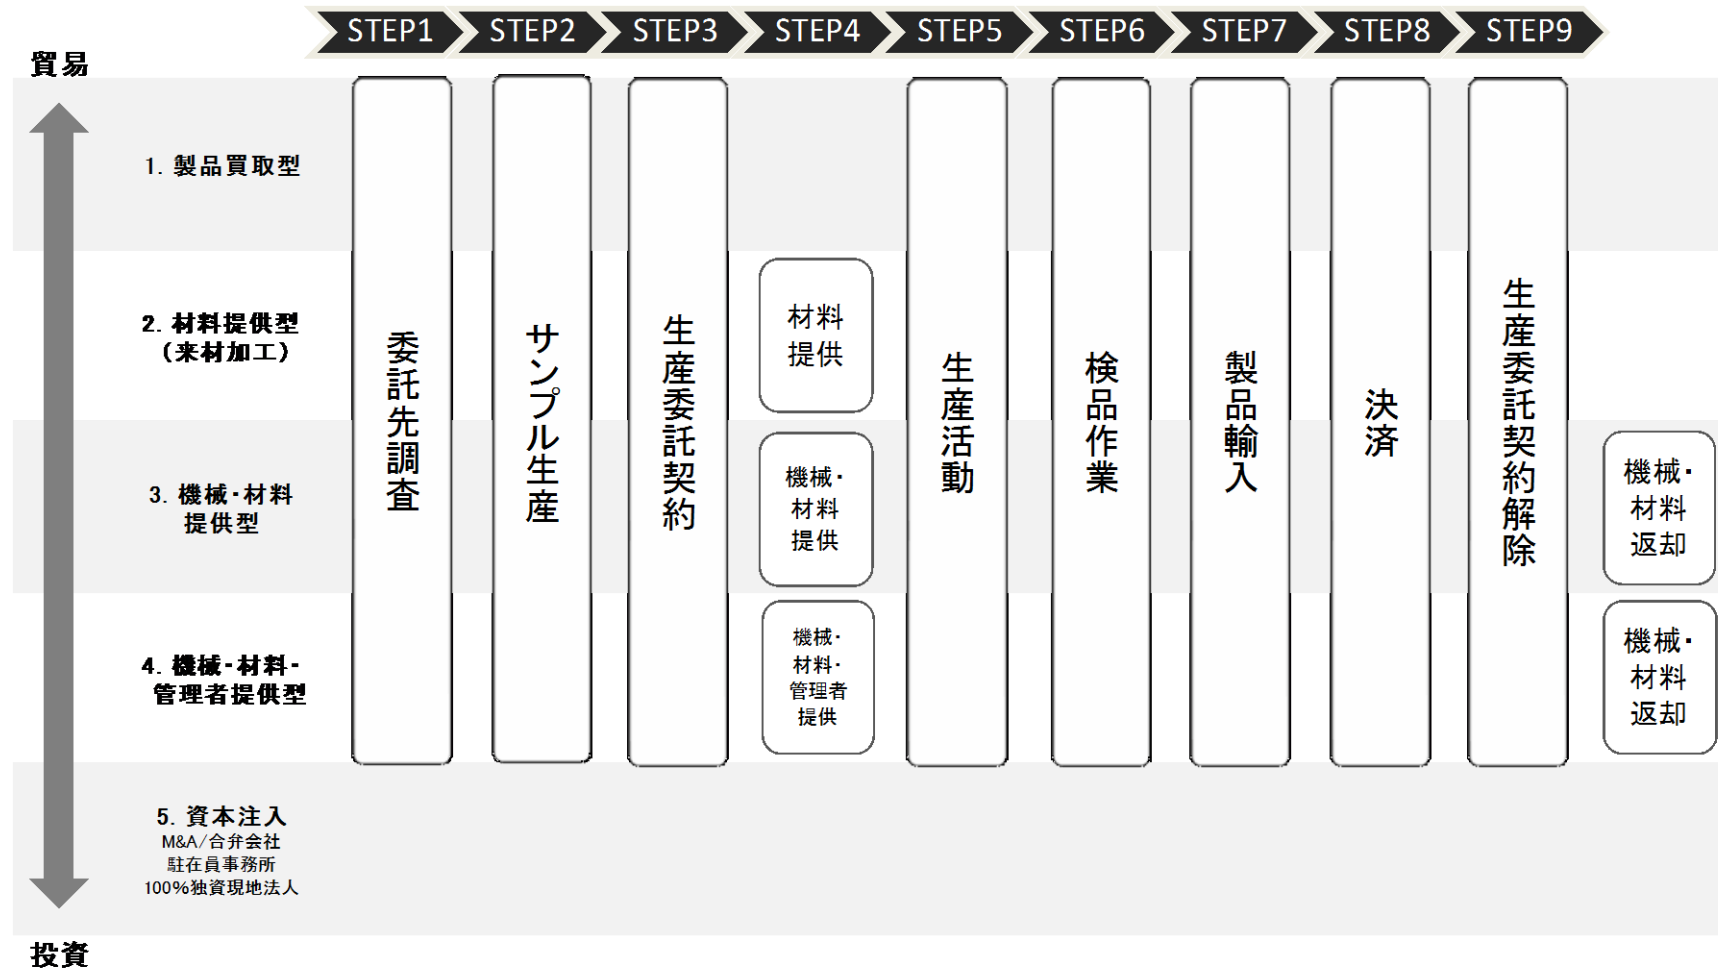 STEP1 STEP2 STEP3 STEP4 STEP5 STEP6 STEP7 STEP8 STEP9
貿易
1. 製品買取型
2. 材料提供型
（来材加工）
3. 機械・材料
提供型
4. 機械・材料・
管理者提供型
5. 資本注入
M&A/合弁会社
駐在員事務所
100%独資現地法人
投資
委託先調査
サンプル生産
生産委託契約
材料
提供
機械・
材料
提供
機械・
材料・
管理者
提供
生産活動
検品作業
製品輸入
決済
生産委託契約解除
機械・
材料
返却
機械・
材料
返却